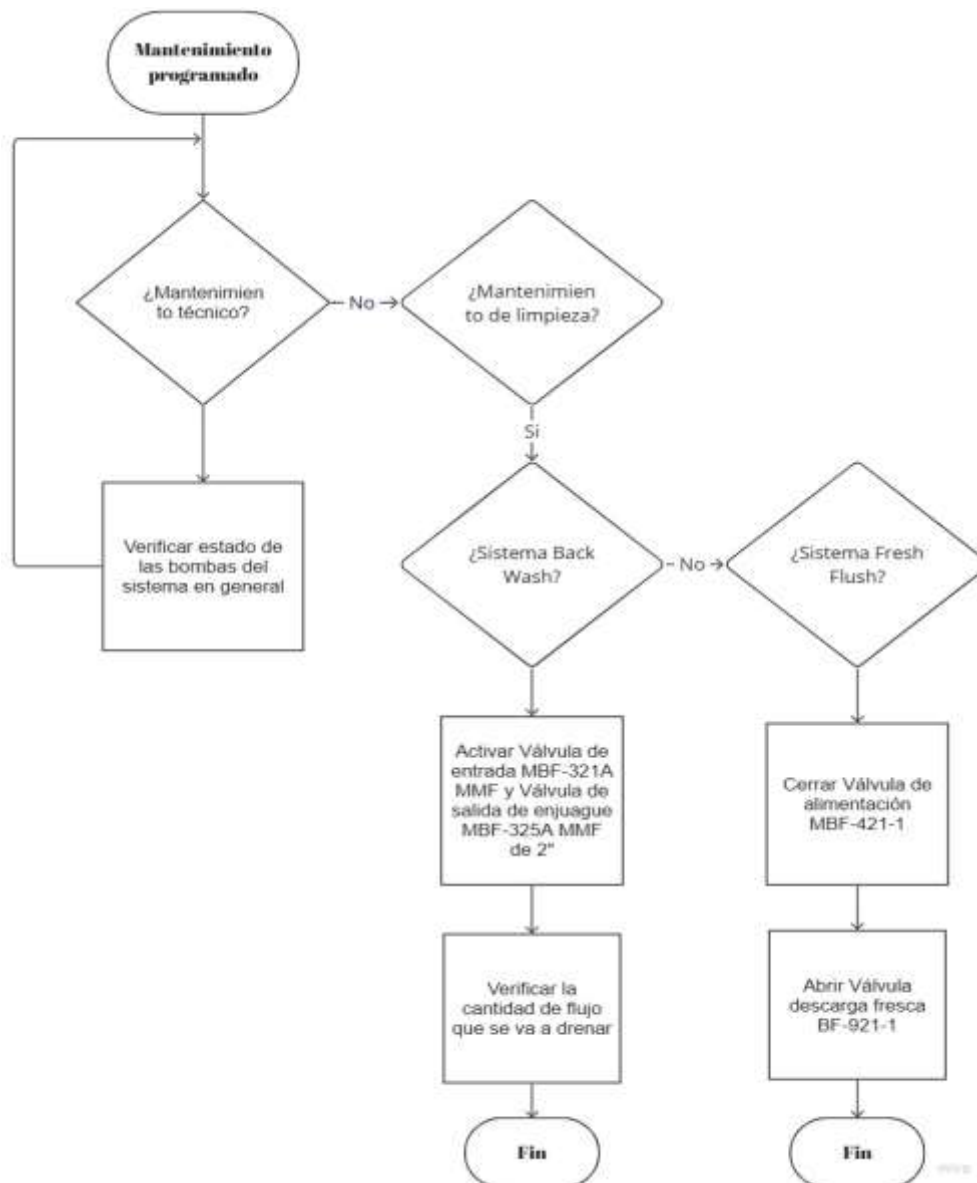 Mantenimiento
programado
¿Mantenimien
to técnico?
No
¿Mantenimien
to de limpieza?
Si
Verificar estado de
las bombas del
sistema en general
¿Sistema Back
Wash?
No
¿Sistema Fresh
Flush?
Activar Válvula de
entrada MBF-321A
MMF y Válvula de
salida de enjuague
MBF-325A MMF
de 2"
Cerrar Válvula de
alimentación
MBF-421-1
Verificar la
cantidad de flujo
que se va a drenar
Abrir Válvula
descarga fresca
BF-921-1
Fin
Fin